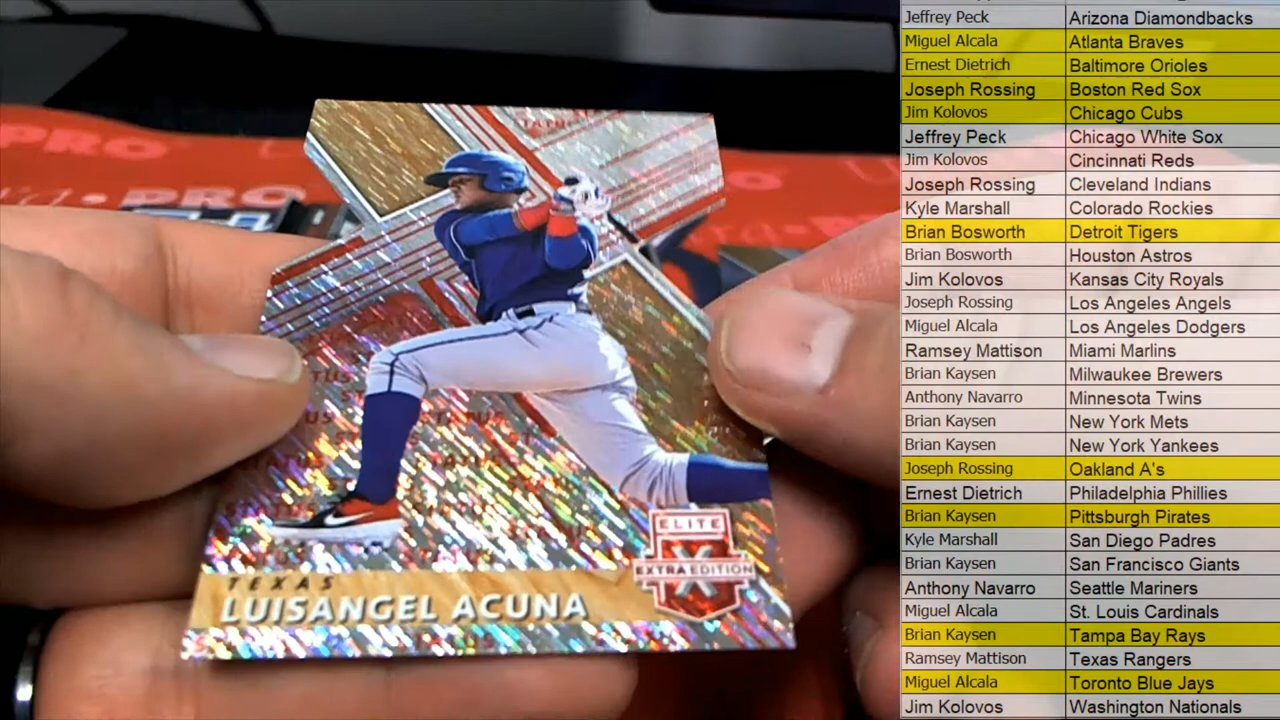 PRO
PRO
STATUS
TEXAS
LUISANGEL ACUNA
ELITE
X
EXTRA EDITION
Jeffrey Peck Arizona Diamondbacks
Miguel Alcala Atlanta Braves
Ernest Dietrich Baltimore Orioles
Joseph Rossing Boston Red Sox
Jim Kolovos Chicago Cubs
Jeffrey Peck Chicago White Sox
Jim Kolovos Cincinnati Reds
Joseph Rossing Cleveland Indians
Kyle Marshall Colorado Rockies
Brian Bosworth Detroit Tigers
Brian Bosworth Houston Astros
Jim Kolovos Kansas City Royals
Joseph Rossing Los Angeles Angels
Miguel Alcala Los Angeles Dodgers
Ramsey Mattison Miami Marlins
Brian Kaysen Milwaukee Brewers
Anthony Navarro Minnesota Twins
Brian Kaysen New York Mets
Brian Kaysen New York Yankees
Joseph Rossing Oakland A's
Ernest Dietrich Philadelphia Phillies
Brian Kaysen Pittsburgh Pirates
Kyle Marshall San Diego Padres
Brian Kaysen San Francisco Giants
Anthony Navarro Seattle Mariners
Miguel Alcala St. Louis Cardinals
Brian Kaysen Tampa Bay Rays
Ramsey Mattison Texas Rangers
Miguel Alcala Toronto Blue Jays
Jim Kolovos Washington Nationals